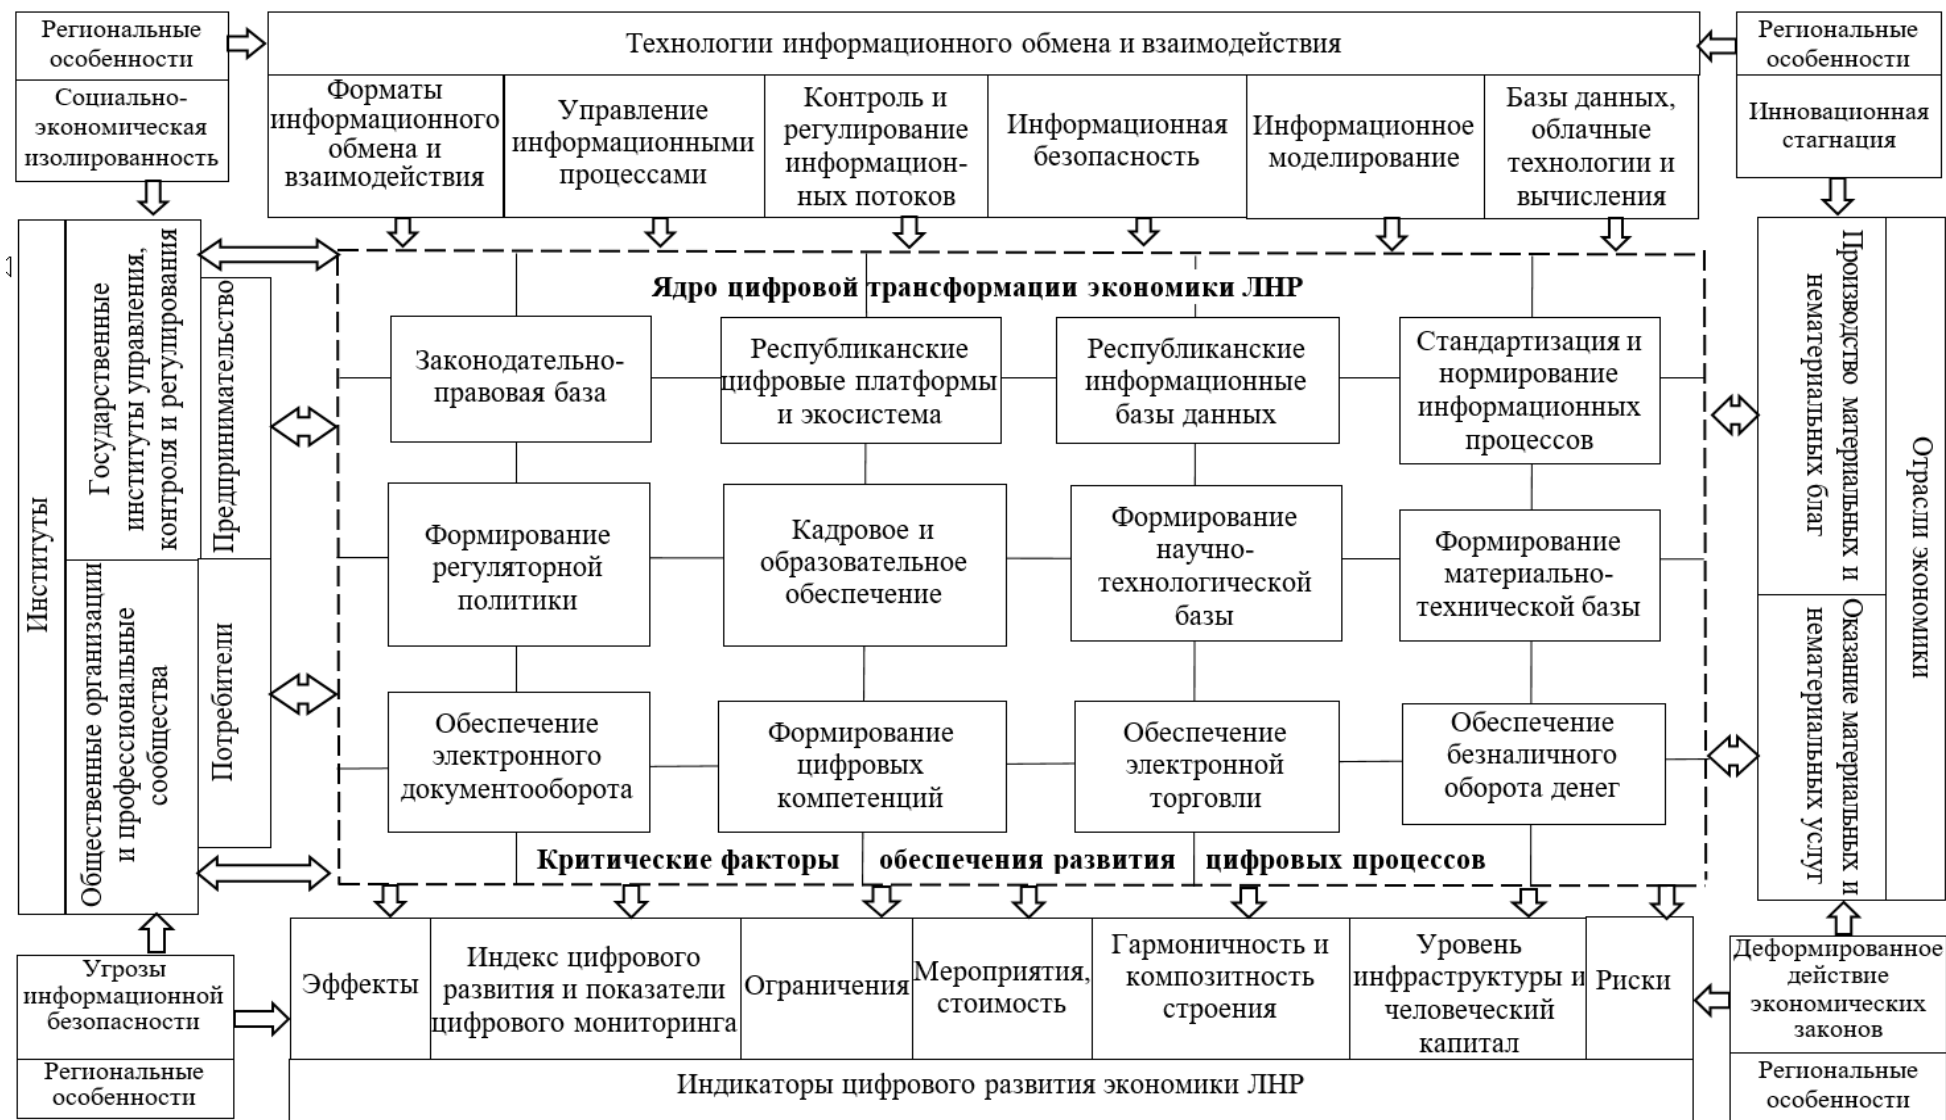 Региональные
особенности
Социально-
экономическая
изолированность
Технологии информационного обмена и взаимодействия
Форматы
информационного
обмена и
взаимодействия
Управление
информационными
процессами
Контроль и
регулирование
информацион-
ных потоков
Информационная
безопасность
Информационное
моделирование
Базы данных,
облачные
технологии и
вычисления
Региональные
особенности
Инновационная
стагнация
Институты
Государственные
институты управления,
контроля и регулирования
Предпринимательство
Общественные организации
и профессиональные
сообщества
Потребители
Ядро цифровой трансформации экономики ЛНР
Законодательно-
правовая база
Республиканские
цифровые платформы
и экосистема
Республиканские
информационные
базы данных
Стандартизация и
нормирование
информационных
процессов
Формирование
регуляторной
политики
Кадровое и
образовательное
обеспечение
Формирование
научно-
технологической
базы
Формирование
материально-
технической базы
Обеспечение
электронного
документооборота
Формирование
цифровых
компетенций
Обеспечение
электронной
торговли
Обеспечение
безналичного
оборота денег
Критические факторы обеспечения развития цифровых процессов
Производство материальных и
нематериальных благ
Оказание материальных и
нематериальных услуг
Отрасли экономики
Угрозы
информационной
безопасности
Региональные
особенности
Эффекты
Индекс цифрового
развития и показатели
цифрового мониторинга
Ограничения
Мероприятия,
стоимость
Гармоничность и
композитность
строения
Уровень
инфраструктуры и
человеческий
капитал
Риски
Индикаторы цифрового развития экономики ЛНР
Деформированное
действие
экономических
законов
Региональные
особенности